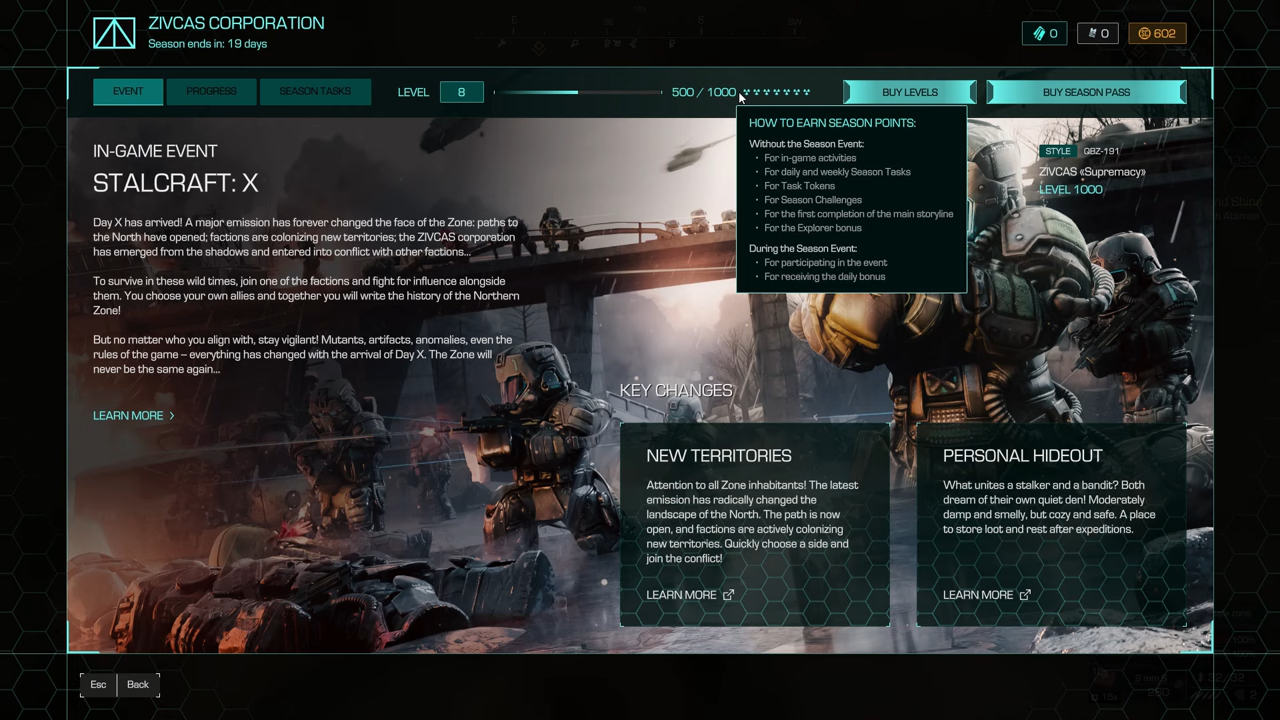 ZIVCAS CORPORATION
Season ends in: 19 days
0
0
602
EVENT
PROGRESS
SEASON TASKS
LEVEL
8
500 / 1000
BUY LEVELS
BUY SEASON PASS
HOW TO EARN SEASON POINTS:
Without the Season Event:
• For in-game activities
• For daily and weekly Season Tasks
• For Task Tokens
• For Season Challenges
• For the first completion of the main storyline
• For the Explorer bonus
During the Season Event:
• For participating in the event
• For receiving the daily bonus
STYLE QBZ-191
ZIVCAS «Supremacy»
LEVEL 1000
IN-GAME EVENT
STALCRAFT: X
Day X has arrived! A major emission has forever changed the face of the Zone: paths to
the North have opened; factions are colonizing new territories; the ZIVCAS corporation
has emerged from the shadows and entered into conflict with other factions...
To survive in these wild times, join one of the factions and fight for influence alongside
them. You choose your own allies and together you will write the history of the Northern
Zone!
But no matter who you align with, stay vigilant! Mutants, artifacts, anomalies, even the
rules of the game – everything has changed with the arrival of Day X. The Zone will
never be the same again...
LEARN MORE
KEY CHANGES
NEW TERRITORIES
Attention to all Zone inhabitants! The latest
emission has radically changed the
landscape of the North. The path is now
open, and factions are actively colonizing
new territories. Quickly choose a side and
join the conflict!
LEARN MORE
PERSONAL HIDEOUT
What unites a stalker and a bandit? Both
dream of their own quiet den! Moderately
damp and smelly, but cozy and safe. A place
to store loot and rest after expeditions.
LEARN MORE
Esc
Back